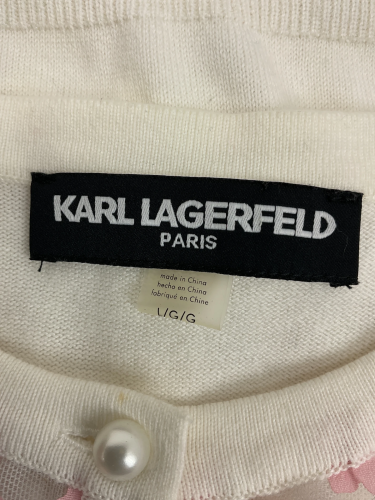 KARL LAGERFELD
PARIS
made in China
hecho en China
fabriqué en Chine
L/G/G